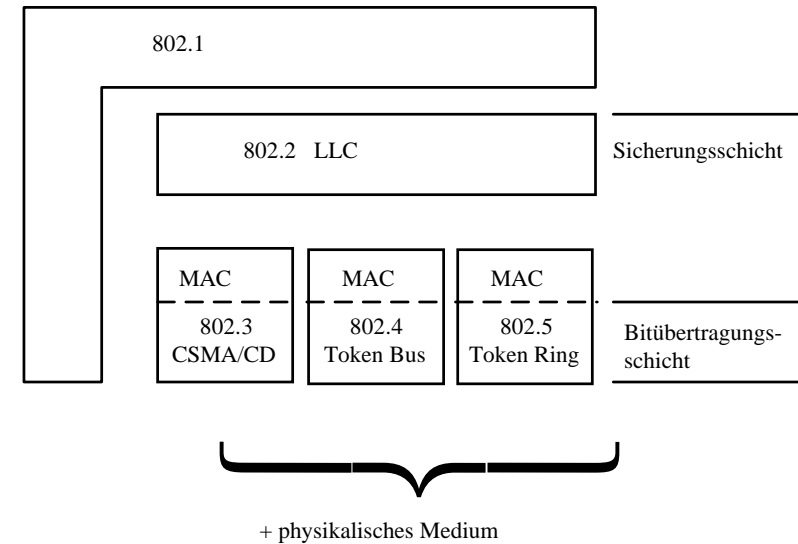 802.1
802.2 LLC
Sicherungsschicht
MAC
MAC
MAC
802.3
CSMA/CD
802.4
Token Bus
802.5
Token Ring
Bitübertragungs-
schicht
+ physikalisches Medium